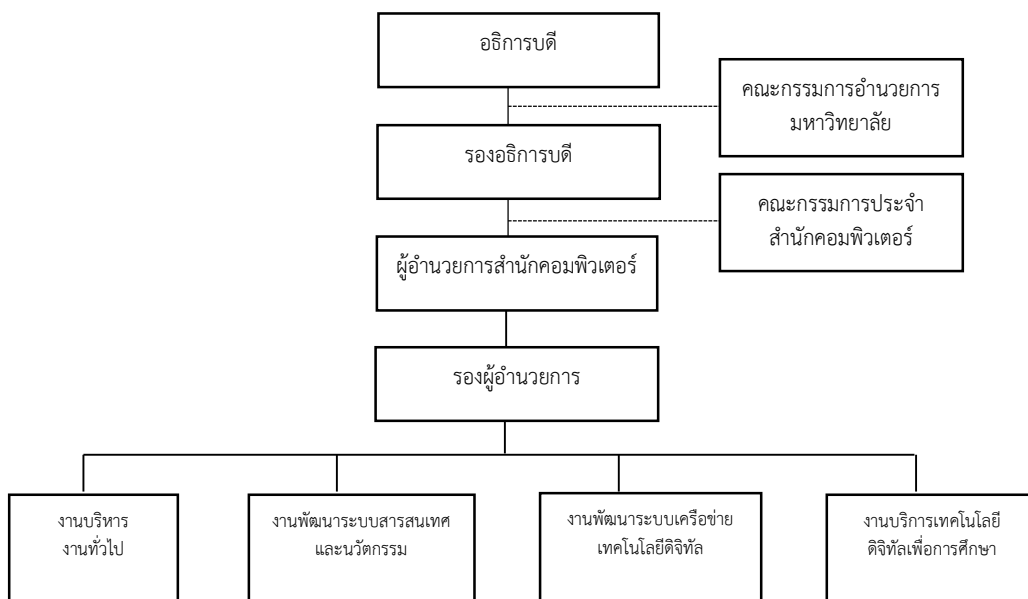 อธิการบดี
คณะกรรมการอำนวยการ
มหาวิทยาลัย
รองอธิการบดี
คณะกรรมการประจำ
สำนักคอมพิวเตอร์
ผู้อำนวยการสำนักคอมพิวเตอร์
รองผู้อำนวยการ
งานบริหาร
งานทั่วไป
งานพัฒนาระบบสารสนเทศ
และนวัตกรรม
งานพัฒนาระบบเครือข่าย
เทคโนโลยีดิจิทัล
งานบริการเทคโนโลยี
ดิจิทัลเพื่อการศึกษา